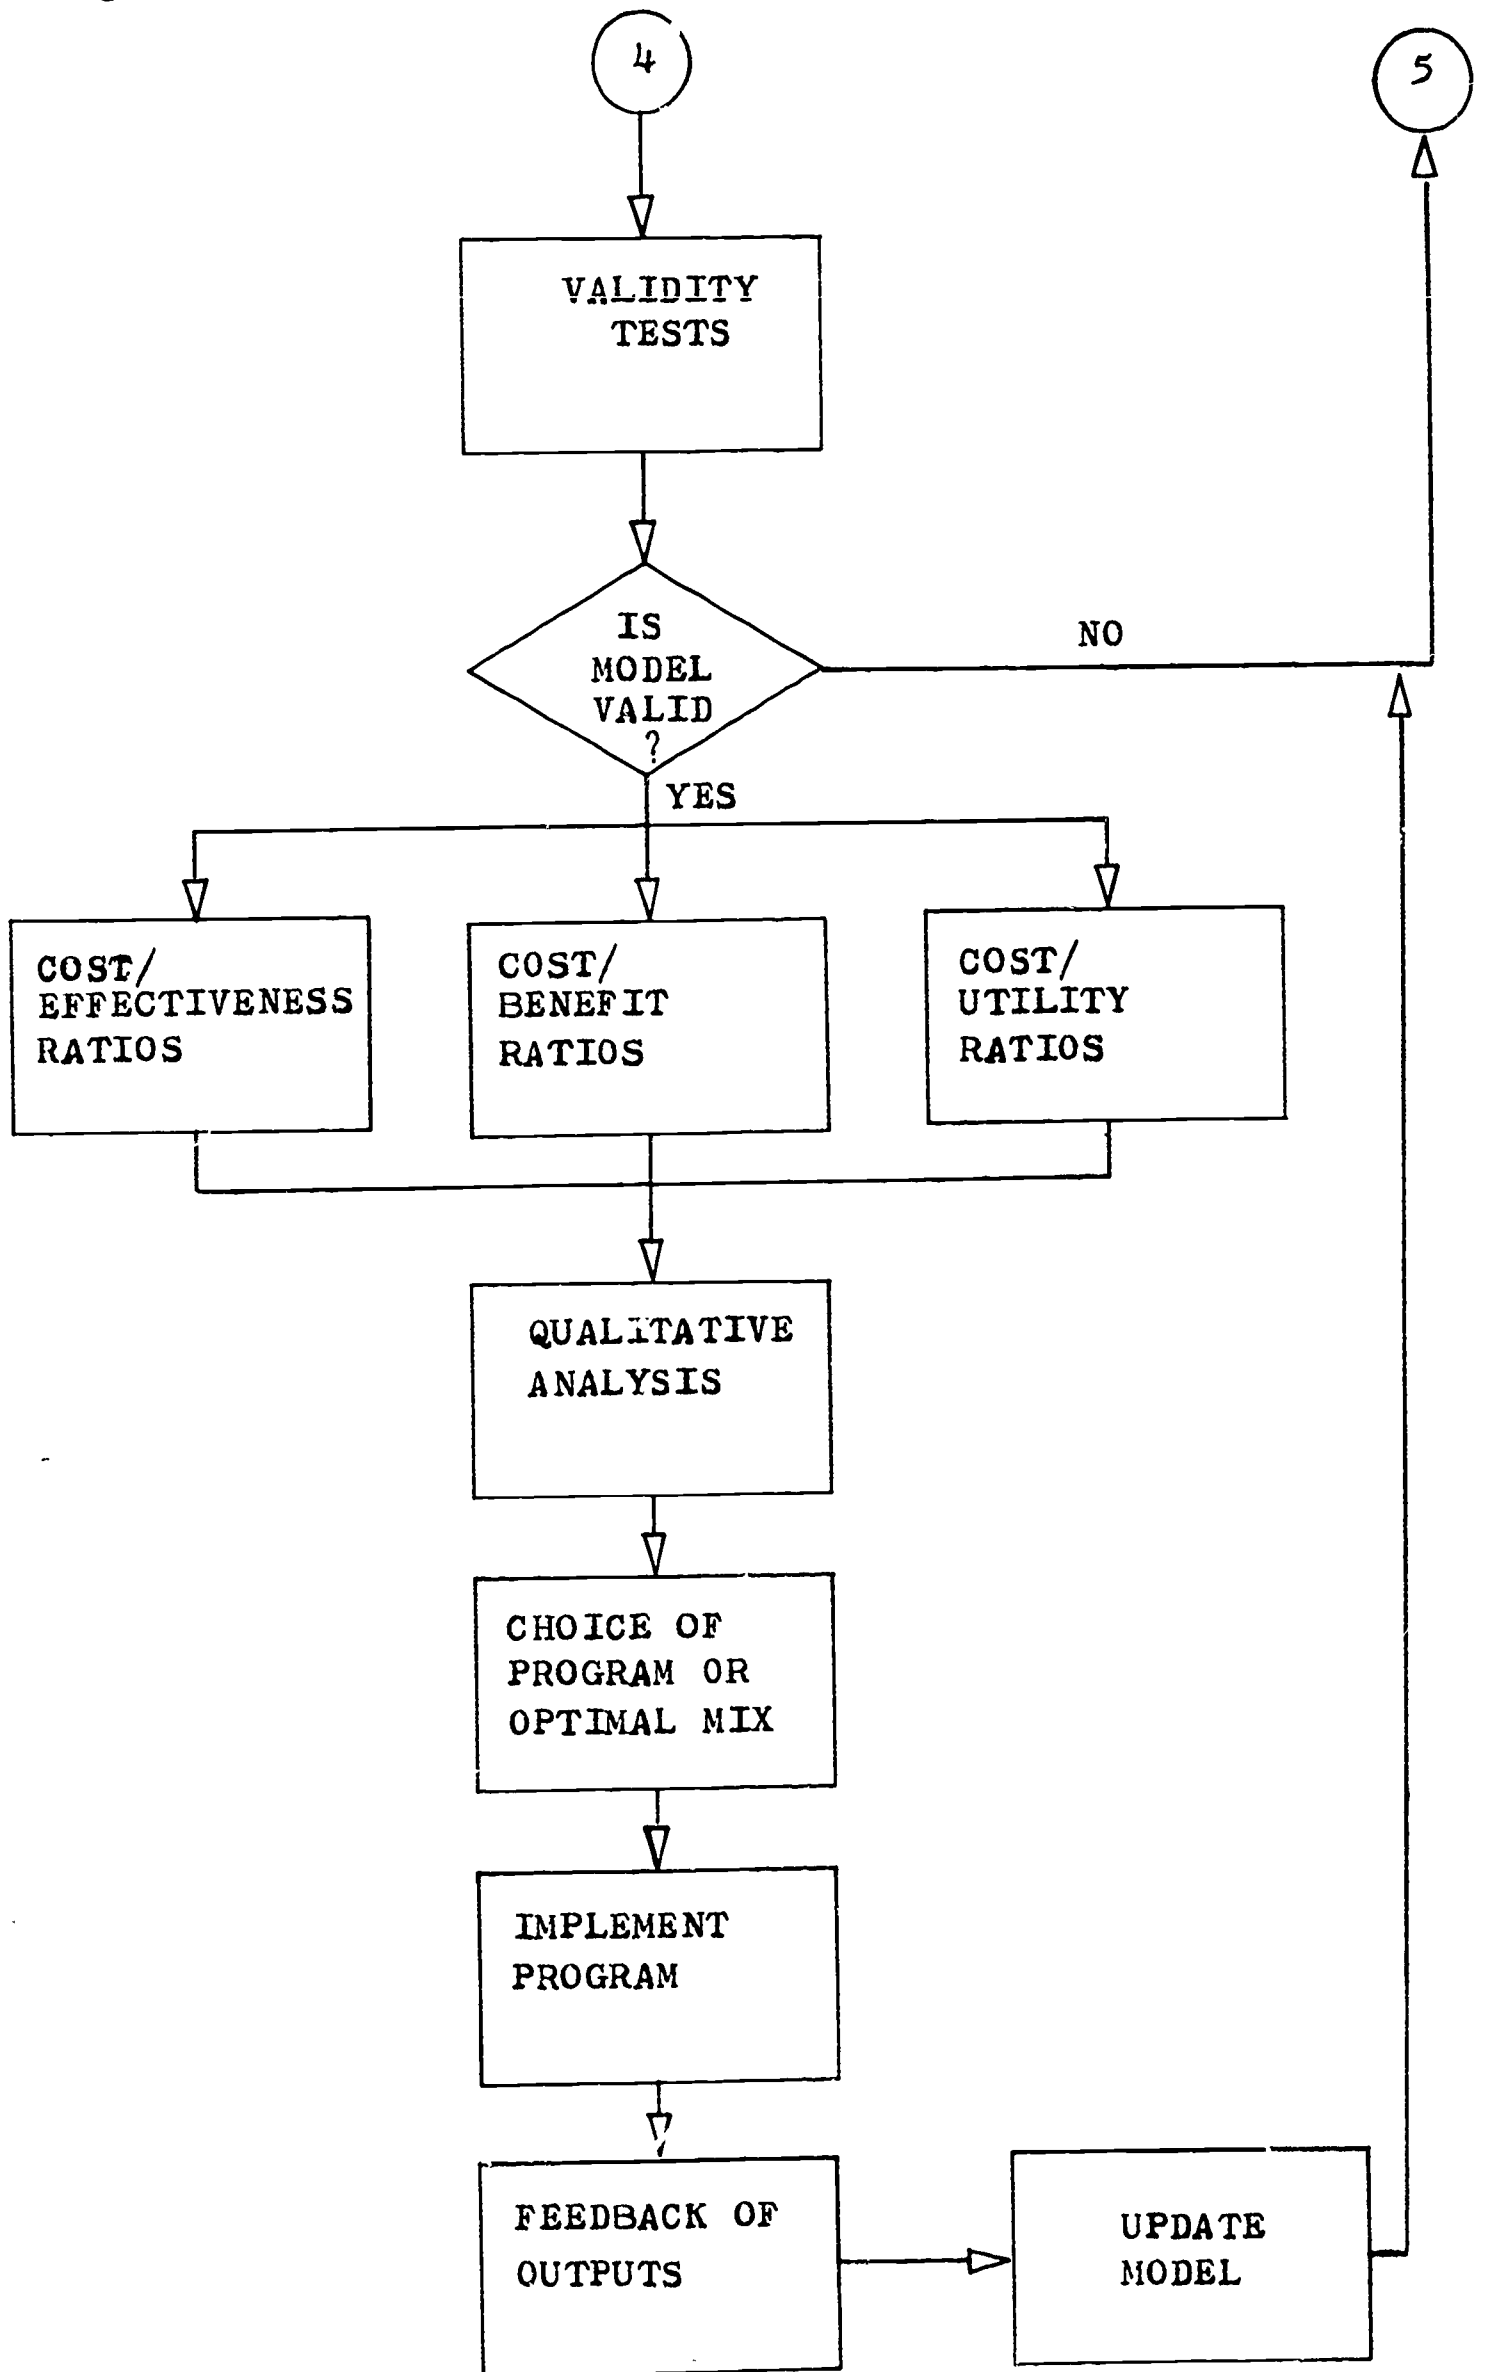 4
5
VALIDITY
TESTS
IS
MODEL
VALID
?
NO
YES
COST/
EFFECTIVENESS
RATIOS
COST/
BENEFIT
RATIOS
COST/
UTILITY
RATIOS
QUALITATIVE
ANALYSIS
CHOICE OF
PROGRAM OR
OPTIMAL MIX
IMPLEMENT
PROGRAM
FEEDBACK OF
OUTPUTS
UPDATE
MODEL